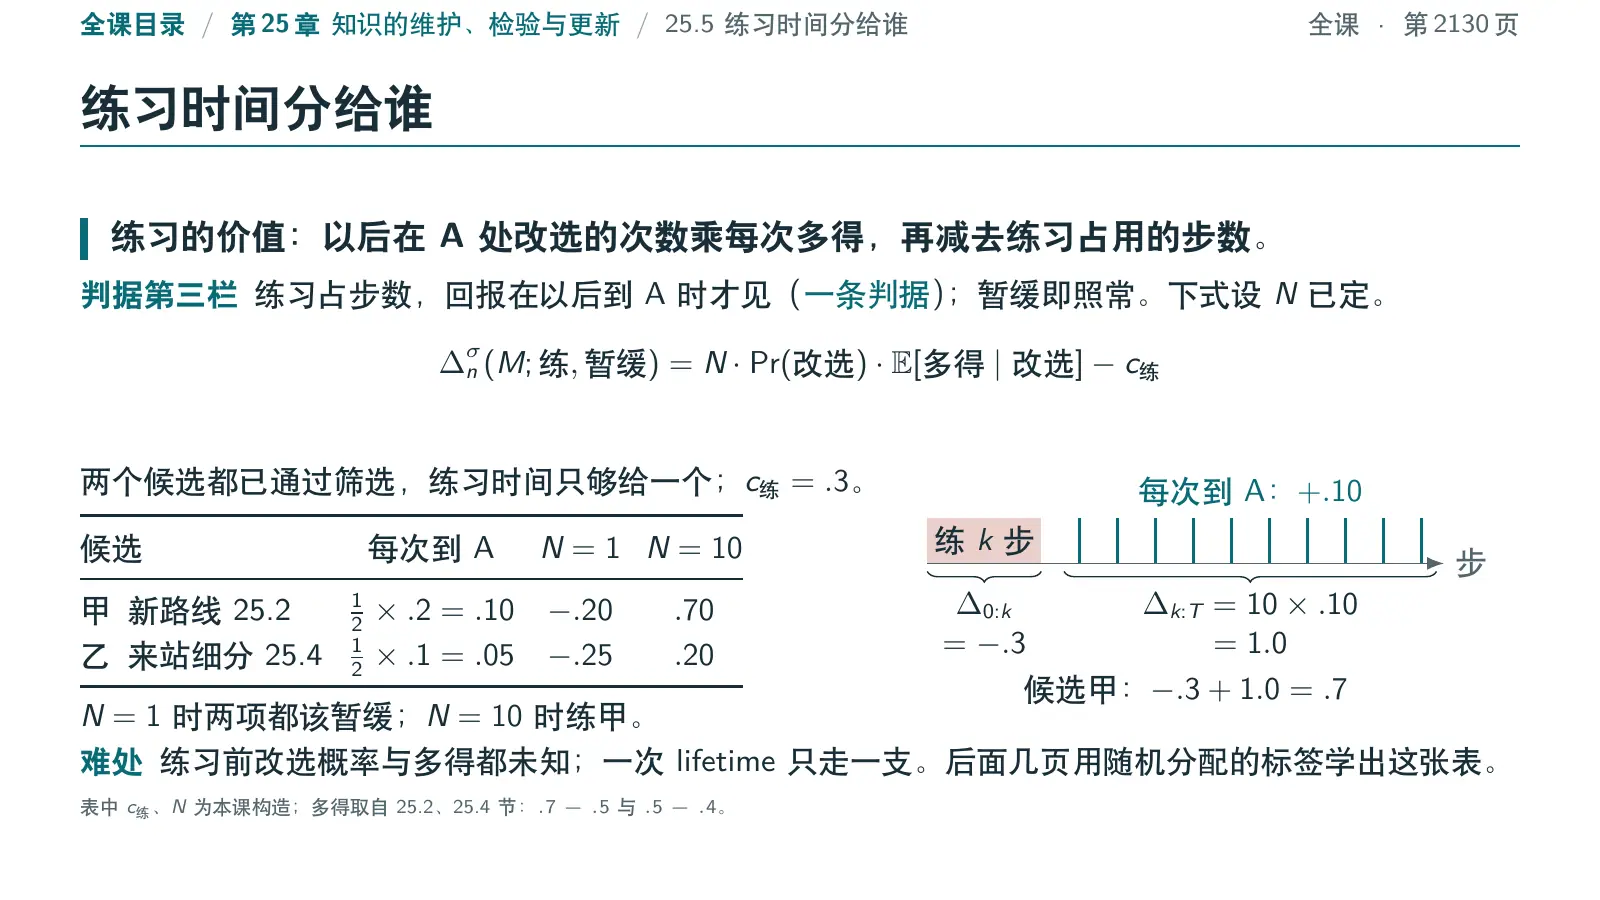 全课目录 / 第 25 章 知识的维护、检验与更新 / 25.5 练习时间分给谁
全课 · 第 2130 页
练习时间分给谁
练习的价值：以后在 A 处改选的次数乘每次多得，再减去练习占用的步数。
判据第三栏 练习占步数，回报在以后到 A 时才见（一条判据）；暂缓即照常。下式设 N 已定。
Δₙ^σ(M; 练, 暂缓) = N · Pr(改选) · 𝔼[多得 | 改选] − c练
两个候选都已通过筛选，练习时间只够给一个；c练 = .3。
候选 每次到 A N = 1 N = 10
甲 新路线 25.2 1/2 × .2 = .10 −.20 .70
乙 来站细分 25.4 1/2 × .1 = .05 −.25 .20
N = 1 时两项都该暂缓；N = 10 时练甲。
每次到 A：+.10
练 k 步
步
Δ0:k
= −.3
Δk:T = 10 × .10
= 1.0
候选甲：−.3 + 1.0 = .7
难处 练习前改选概率与多得都未知；一次 lifetime 只走一支。后面几页用随机分配的标签学出这张表。
表中 c练、N 为本课构造；多得取自 25.2、25.4 节：.7 − .5 与 .5 − .4。